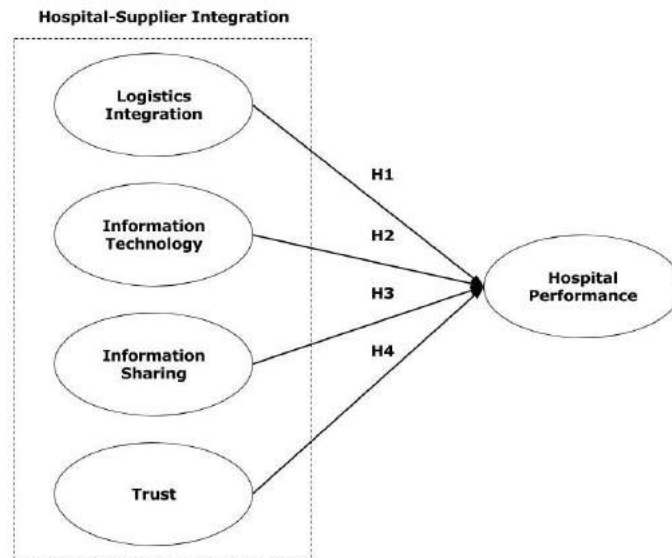 Hospital-Supplier Integration
Logistics
Integration
H1
Information
Technology
H2
Hospital
Performance
H3
Information
Sharing
H4
Trust